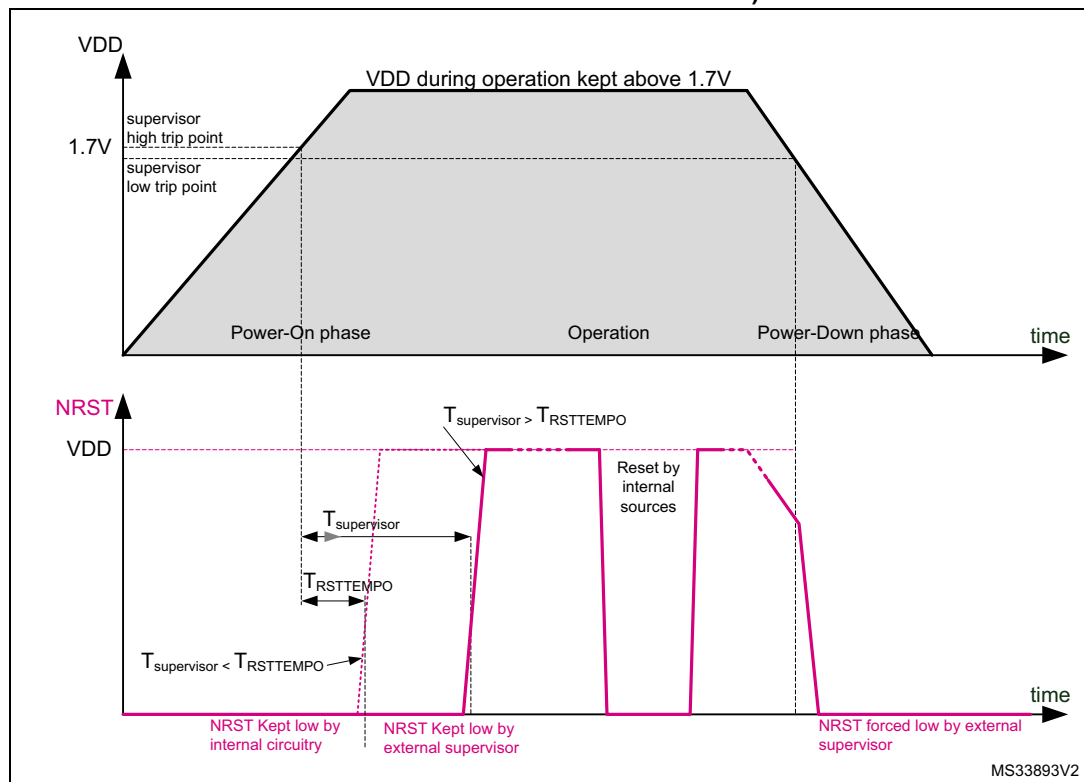 VDD
VDD during operation kept above 1.7V
supervisor
high trip point
1.7V
supervisor
low trip point
Power-On phase
Operation
Power-Down phase
time
NRST
VDD
Tsupervisor > TRSTTEMPO
Reset by
internal
sources
Tsupervisor
TRSTTEMPO
Tsupervisor < TRSTTEMPO
time
NRST Kept low by
internal circuitry
NRST Kept low by
external supervisor
NRST forced low by external
supervisor
MS33893V2